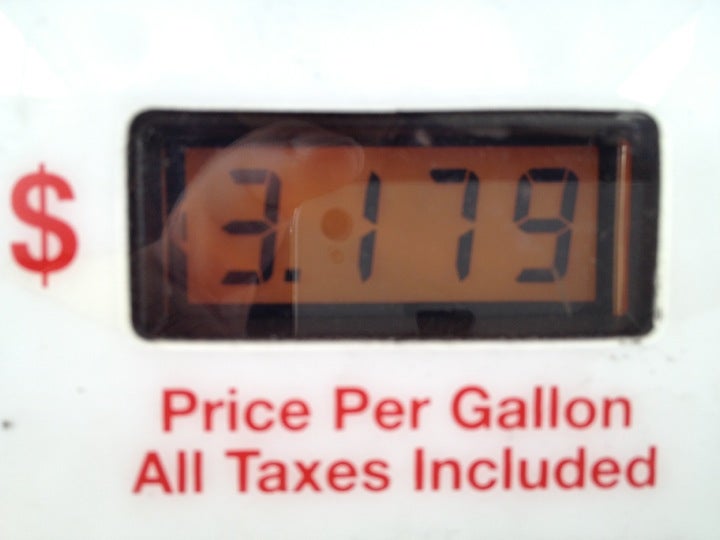 $ 3.179
Price Per Gallon
All Taxes Included